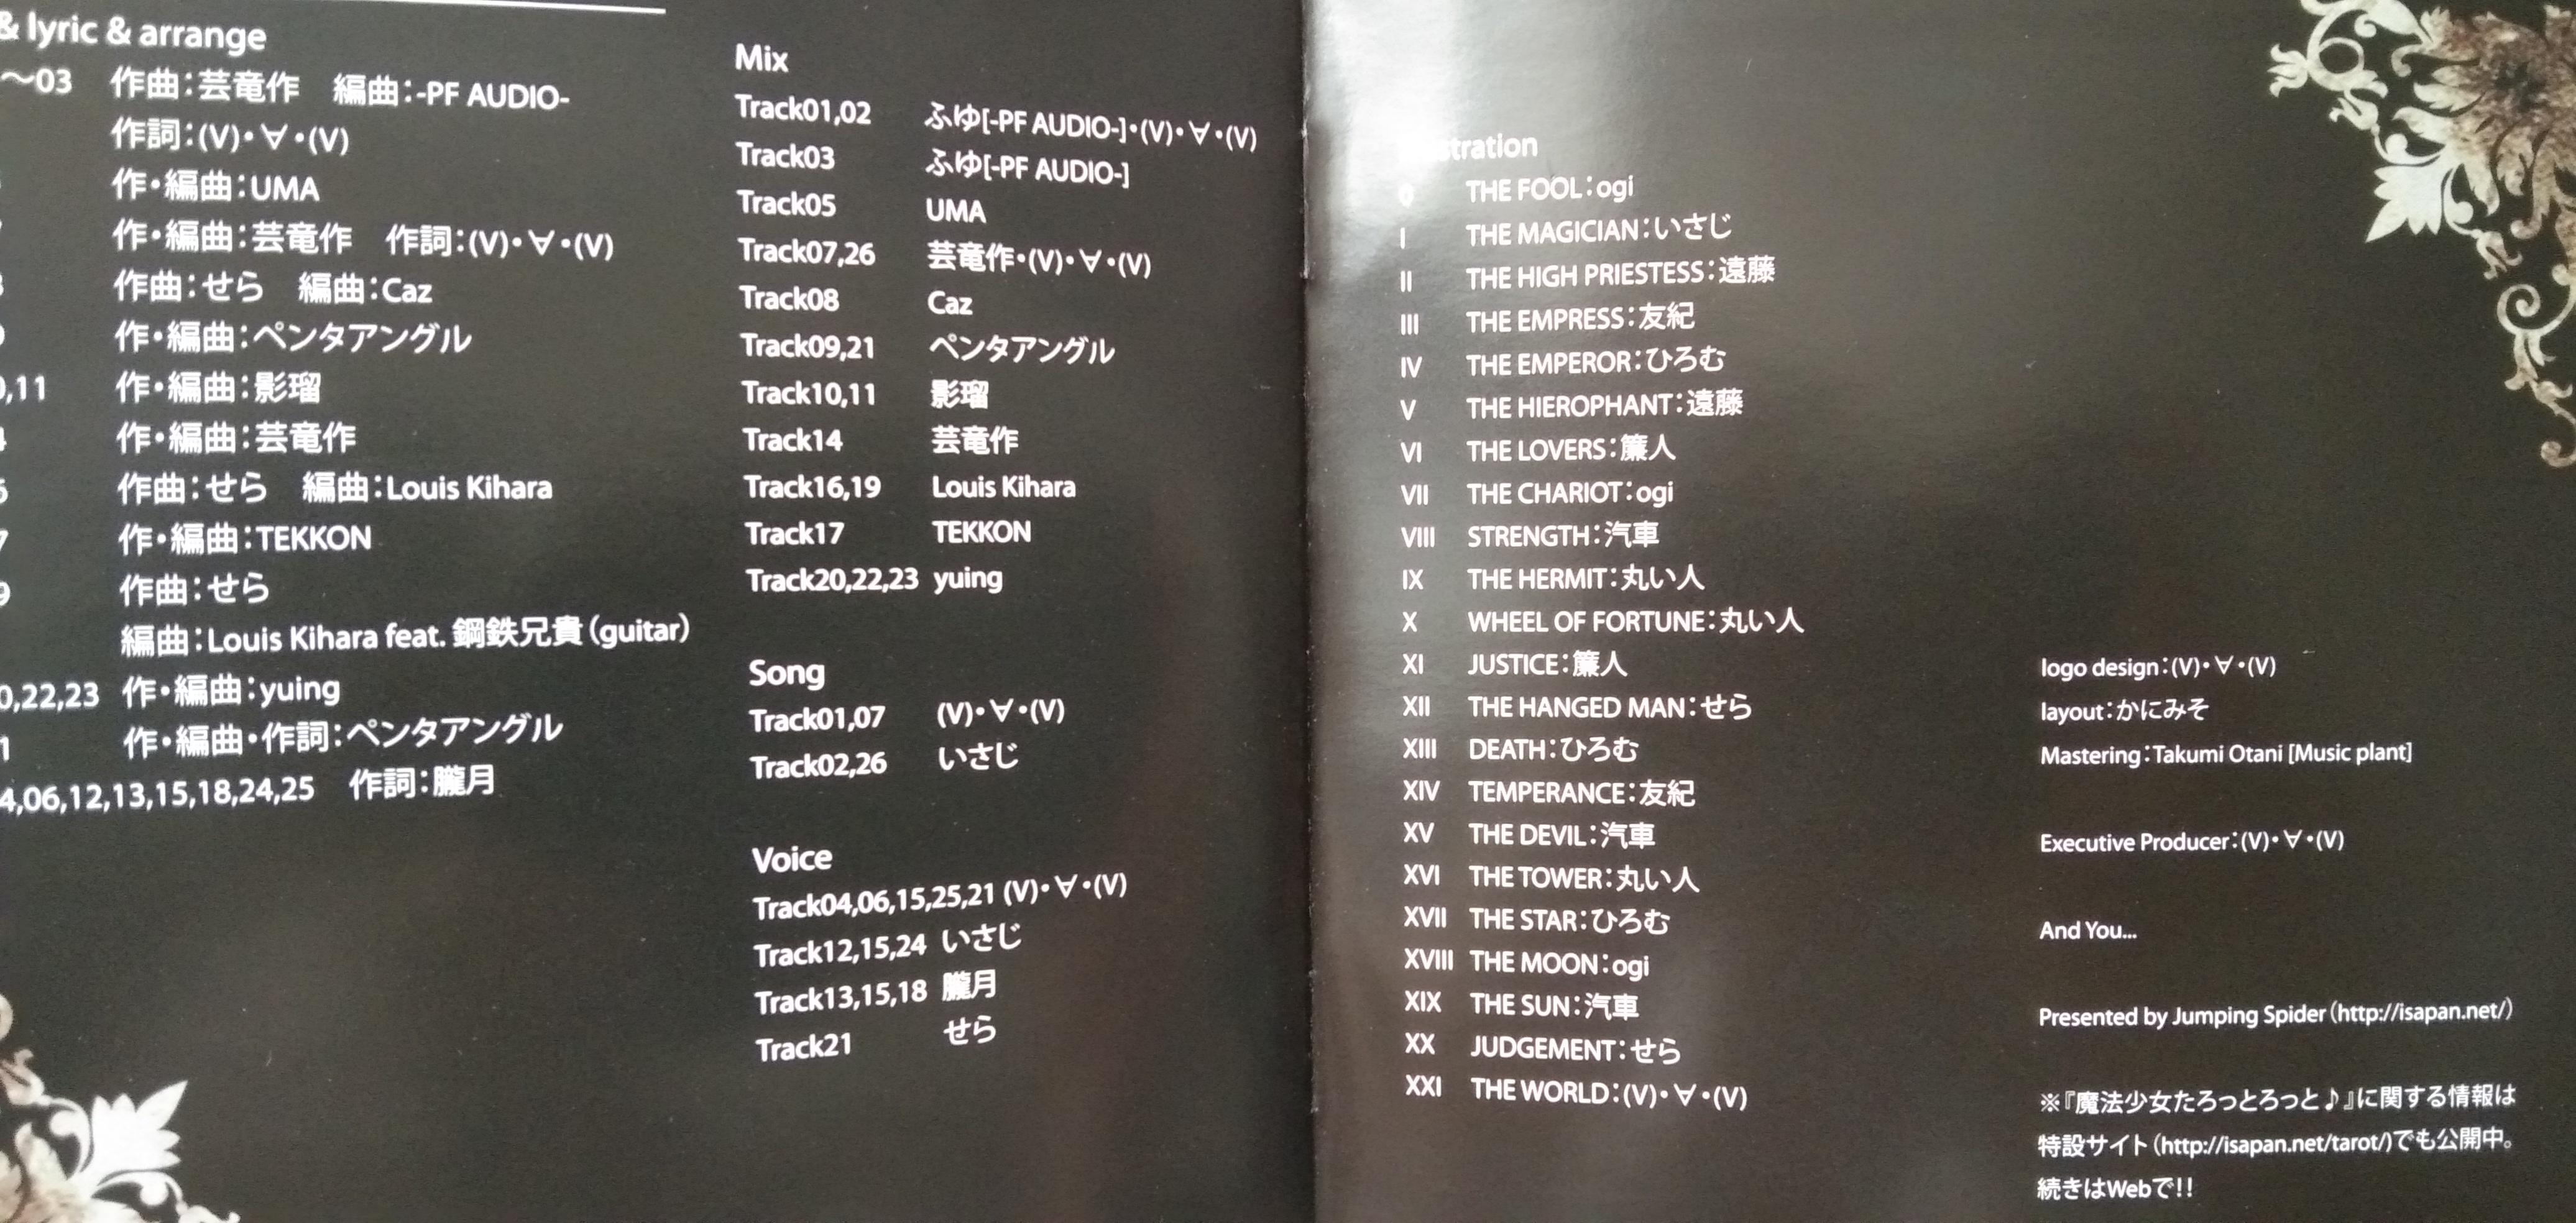 & lyric & arrange
～03 作曲：芸竜作 編曲：-PF AUDIO-
作詞：(V)・∀・(V)
作・編曲：UMA
作・編曲：芸竜作 作詞：(V)・∀・(V)
作曲：せら 編曲：Caz
作・編曲：ペンタアングル
,11 作・編曲：影瑠
作・編曲：芸竜作
作曲：せら 編曲：Louis Kihara
作・編曲：TEKKON
作曲：せら
編曲：Louis Kihara feat. 鋼鉄兄貴（guitar）
0,22,23 作・編曲：yuing
1 作・編曲・作詞：ペンタアングル
4,06,12,13,15,18,24,25 作詞：朧月
Mix
Track01,02 ふゆ[-PF AUDIO-]・(V)・∀・(V)
Track03 ふゆ[-PF AUDIO-]
Track05 UMA
Track07,26 芸竜作・(V)・∀・(V)
Track08 Caz
Track09,21 ペンタアングル
Track10,11 影瑠
Track14 芸竜作
Track16,19 Louis Kihara
Track17 TEKKON
Track20,22,23 yuing
Song
Track01,07 (V)・∀・(V)
Track02,26 いさじ
Voice
Track04,06,15,25,21 (V)・∀・(V)
Track12,15,24 いさじ
Track13,15,18 朧月
Track21 せら
stration
0 THE FOOL：ogi
I THE MAGICIAN：いさじ
II THE HIGH PRIESTESS：遠藤
III THE EMPRESS：友紀
IV THE EMPEROR：ひろむ
V THE HIEROPHANT：遠藤
VI THE LOVERS：簾人
VII THE CHARIOT：ogi
VIII STRENGTH：汽車
IX THE HERMIT：丸い人
X WHEEL OF FORTUNE：丸い人
XI JUSTICE：簾人
XII THE HANGED MAN：せら
XIII DEATH：ひろむ
XIV TEMPERANCE：友紀
XV THE DEVIL：汽車
XVI THE TOWER：丸い人
XVII THE STAR：ひろむ
XVIII THE MOON：ogi
XIX THE SUN：汽車
XX JUDGEMENT：せら
XXI THE WORLD：(V)・∀・(V)
logo design：(V)・∀・(V)
layout：かにみそ
Mastering：Takumi Otani [Music plant]
Executive Producer：(V)・∀・(V)
And You...
Presented by Jumping Spider（http://isapan.net/）
※『魔法少女たろっとろっと♪』に関する情報は
特設サイト（http://isapan.net/tarot/)でも公開中。
続きはWebで!!